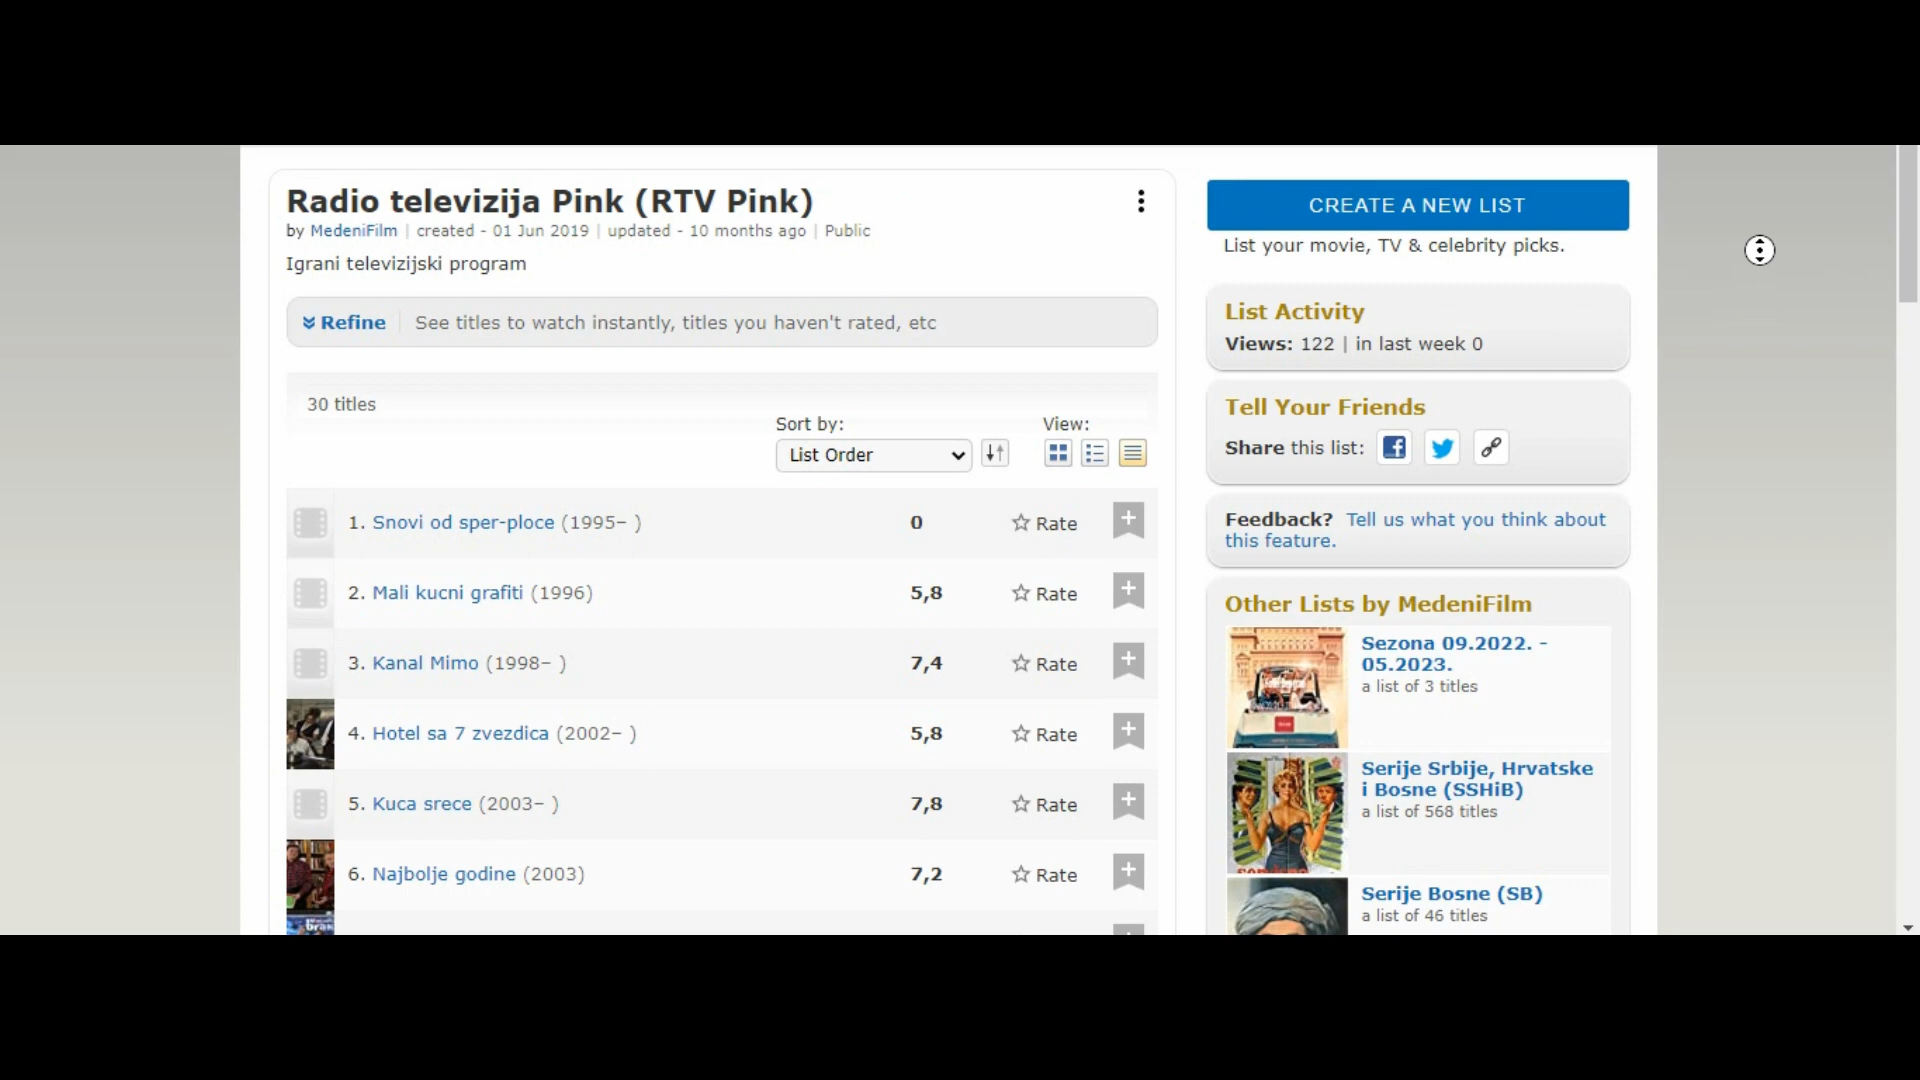 Radio televizija Pink (RTV Pink)
by MedeniFilm | created - 01 Jun 2019 | updated - 10 months ago | Public
Igrani televizijski program
Refine
See titles to watch instantly, titles you haven't rated, etc
30 titles
Sort by:
List Order
View:
1. Snovi od sper-ploce (1995– )
0
Rate
2. Mali kucni grafiti (1996)
5,8
Rate
3. Kanal Mimo (1998– )
7,4
Rate
4. Hotel sa 7 zvezdica (2002– )
5,8
Rate
5. Kuca srece (2003– )
7,8
Rate
6. Najbolje godine (2003)
7,2
Rate
CREATE A NEW LIST
List your movie, TV & celebrity picks.
List Activity
Views: 122 | in last week 0
Tell Your Friends
Share this list:
Feedback? Tell us what you think about
this feature.
Other Lists by MedeniFilm
Sezona 09.2022. -
05.2023.
a list of 3 titles
Serije Srbije, Hrvatske
i Bosne (SSHiB)
a list of 568 titles
Serije Bosne (SB)
a list of 46 titles